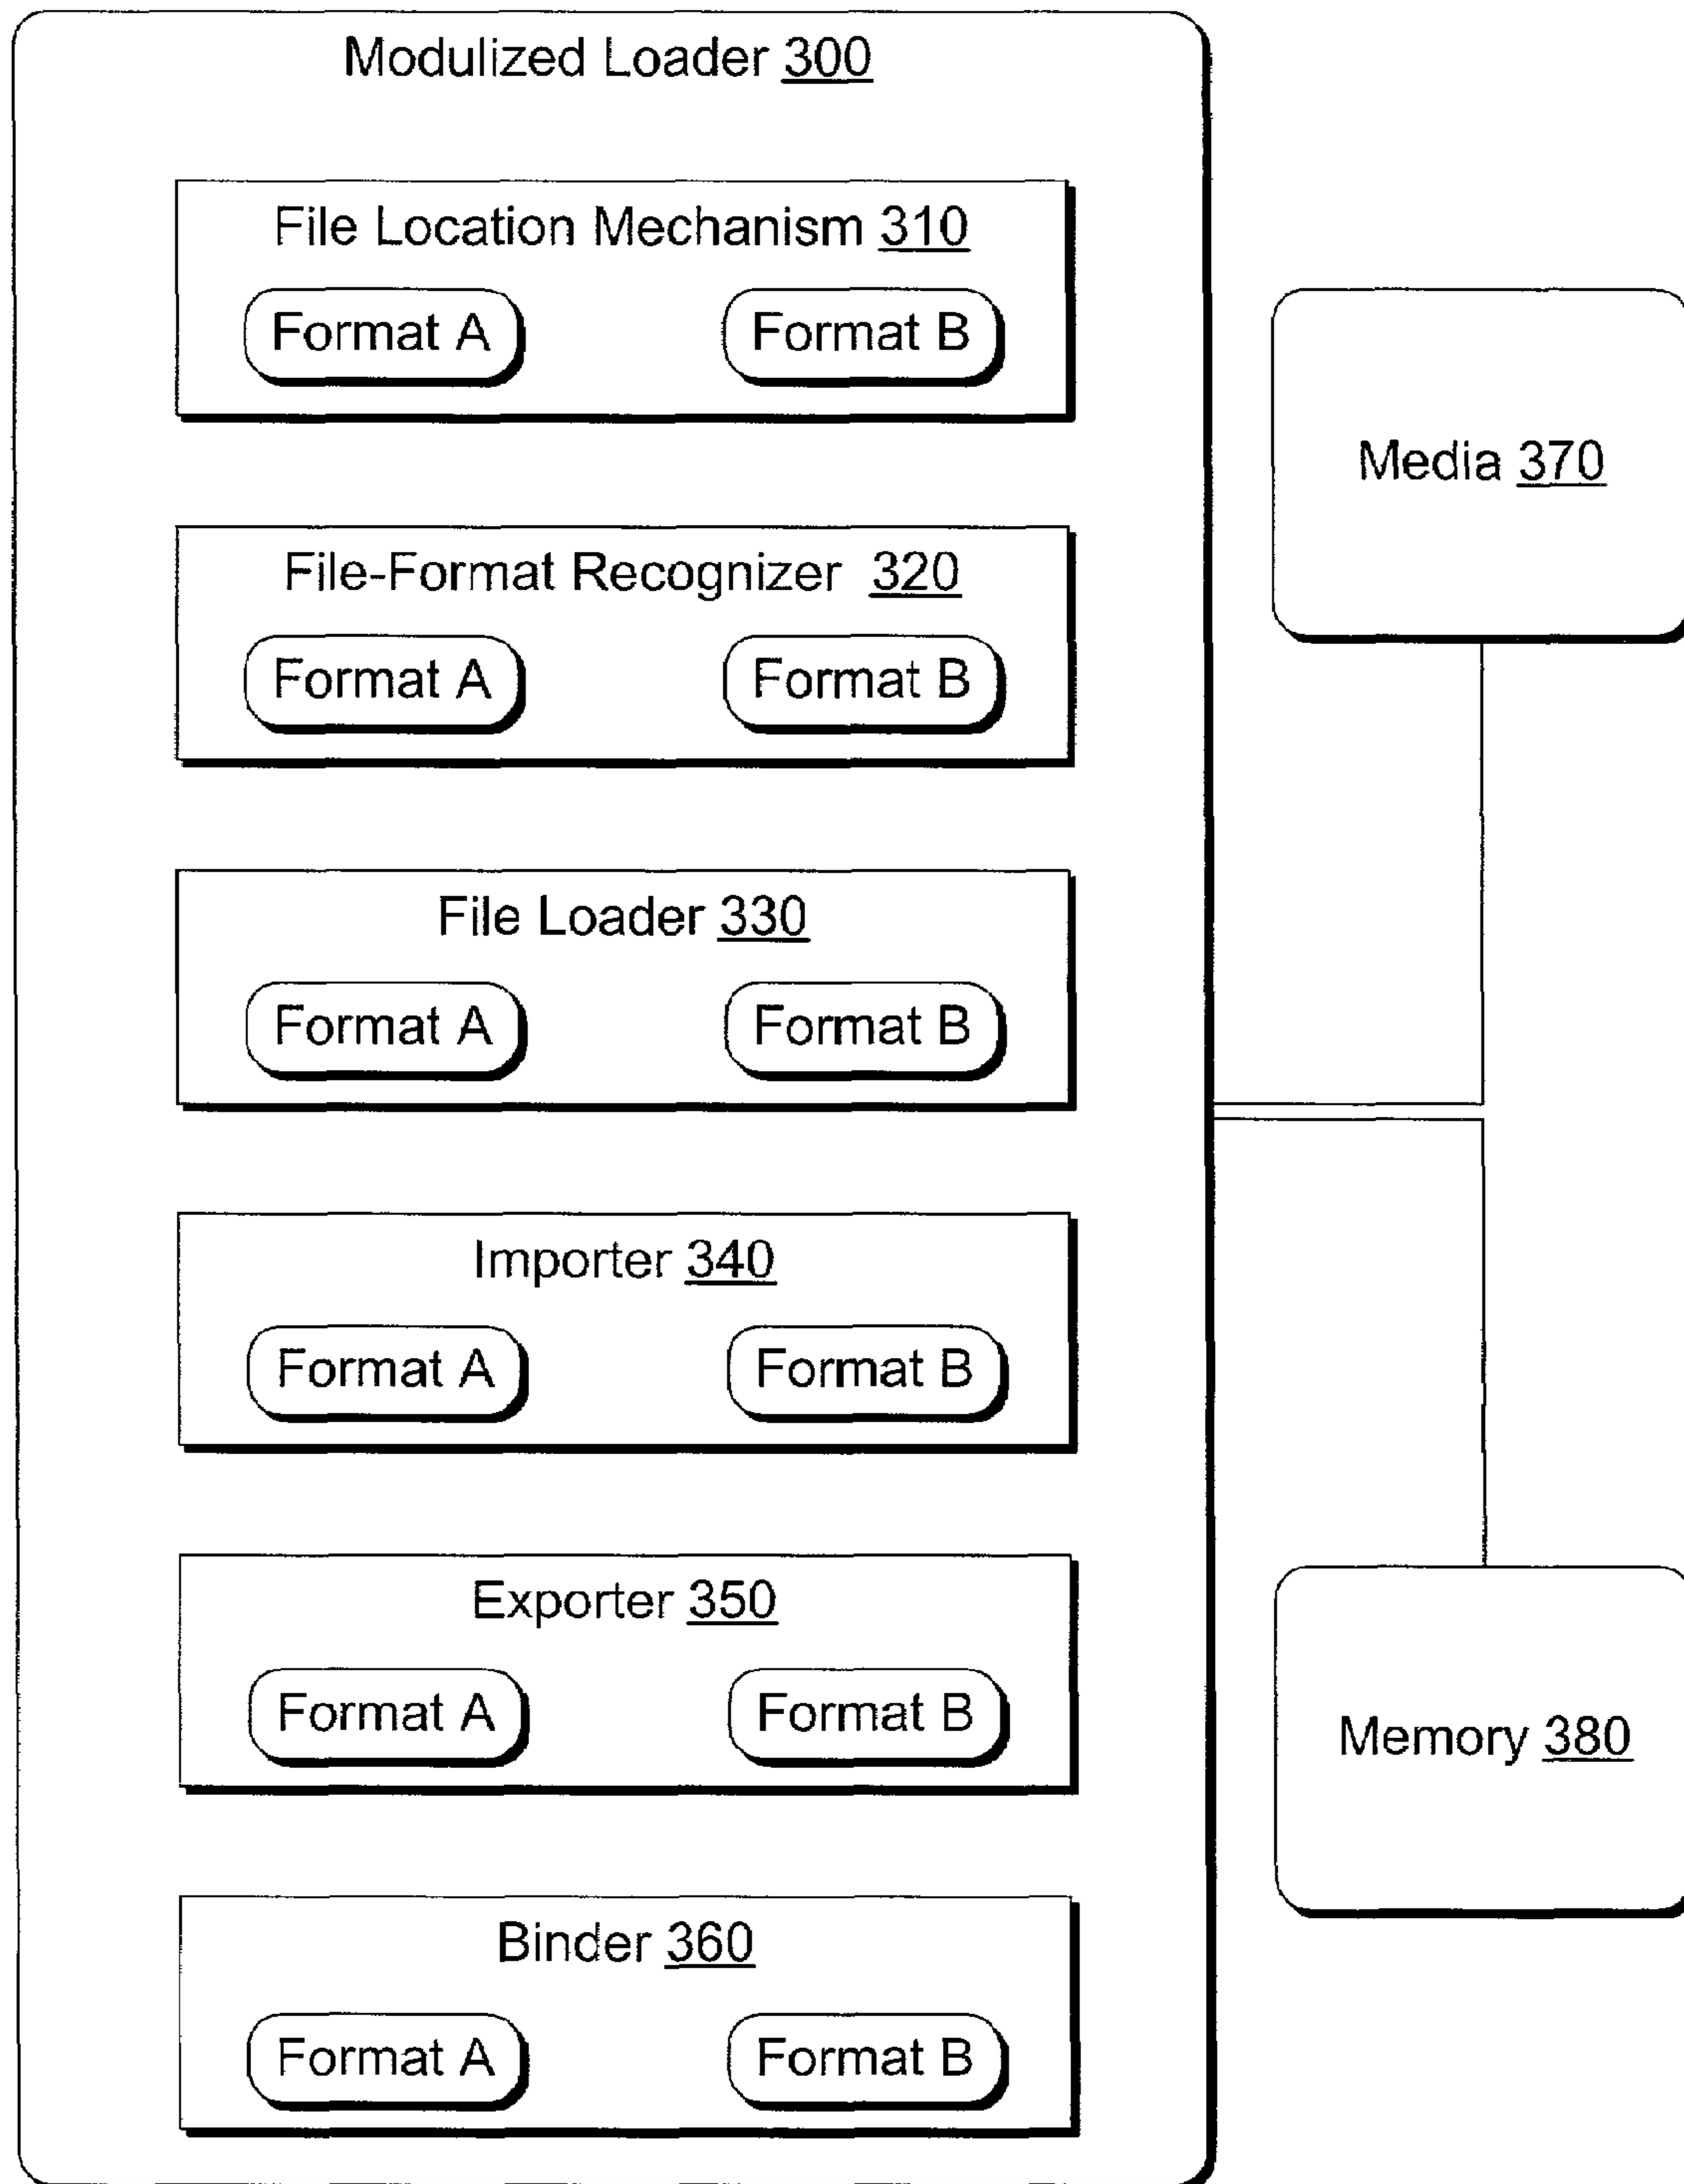 Modulized Loader 300
File Location Mechanism 310
Format A
Format B
File-Format Recognizer 320
Format A
Format B
File Loader 330
Format A
Format B
Importer 340
Format A
Format B
Exporter 350
Format A
Format B
Binder 360
Format A
Format B
Media 370
Memory 380